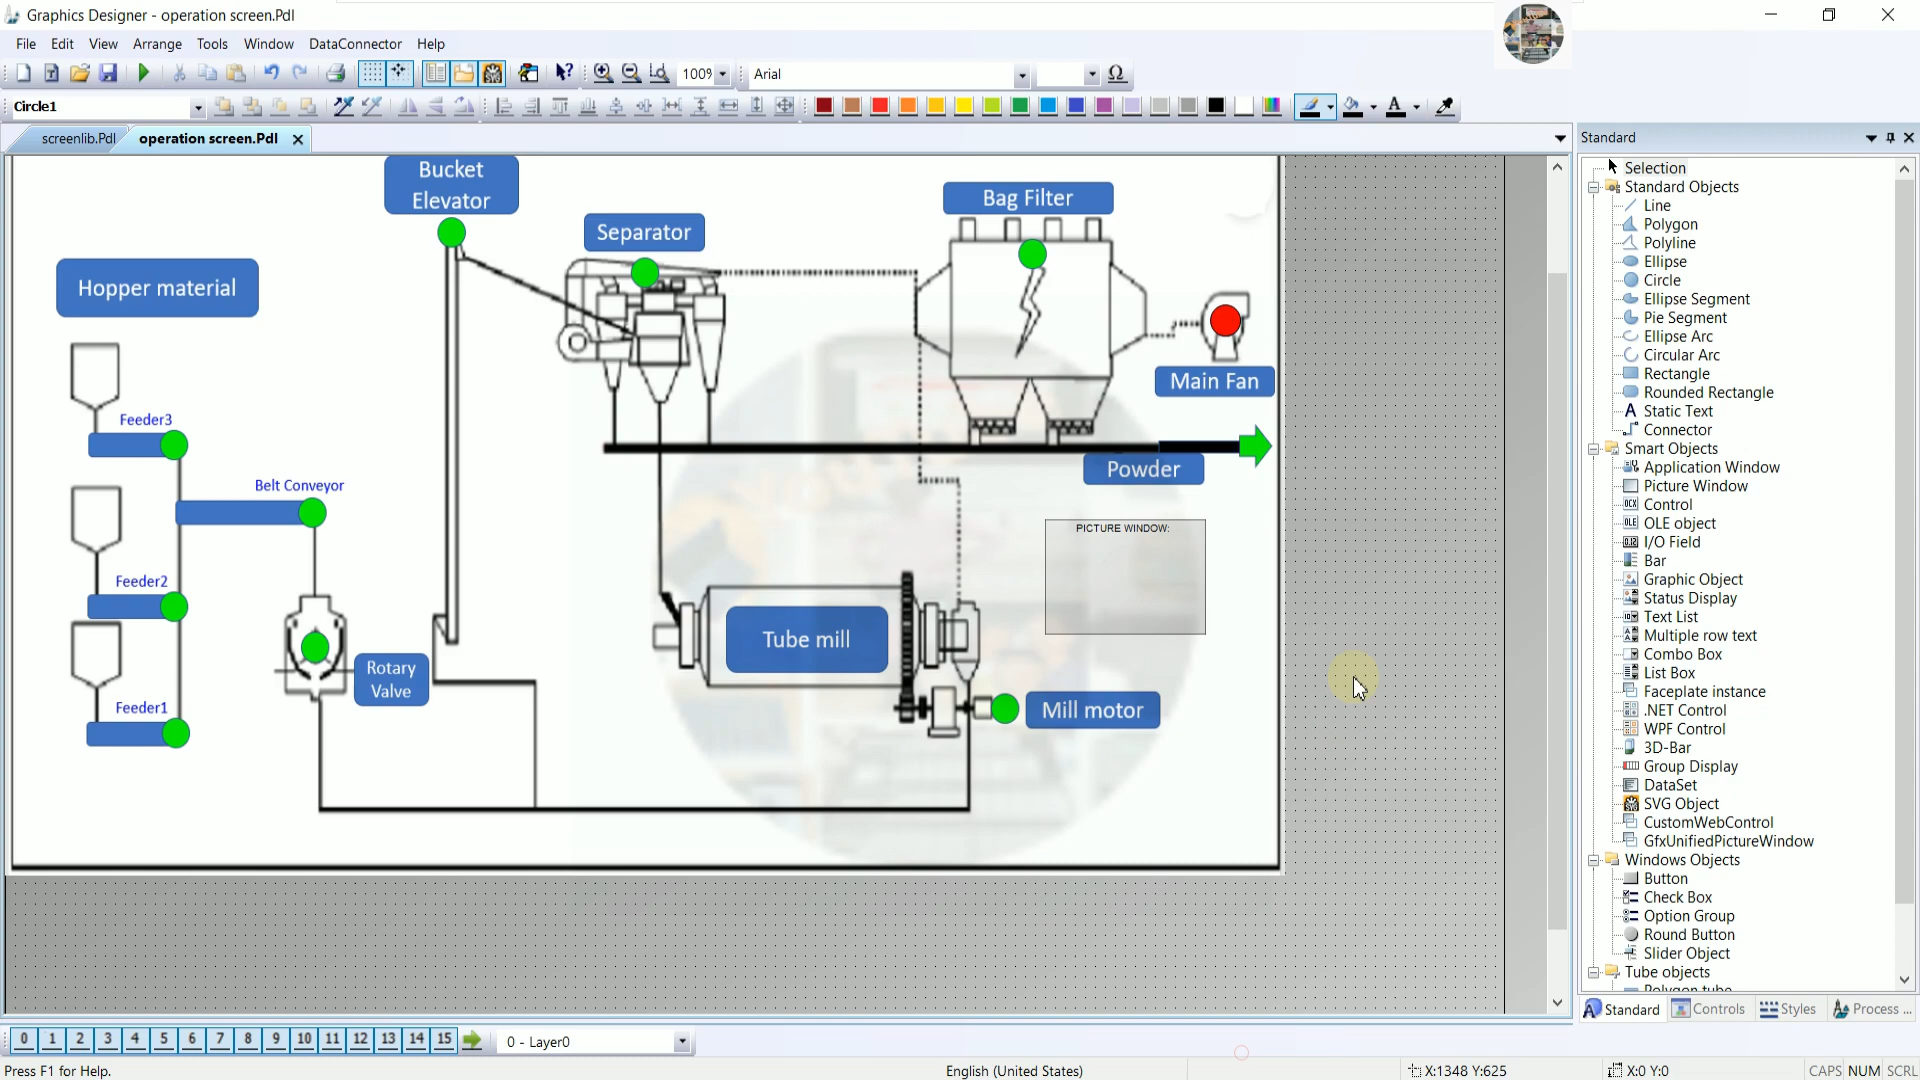 Graphics Designer - operation screen.Pdl
File Edit View Arrange Tools Window DataConnector Help
100%
Arial
Circle1
screenlib.Pdl
operation screen.Pdl
Standard
Bucket
Elevator
Separator
Bag Filter
Hopper material
Main Fan
Feeder3
Powder
Belt Conveyor
PICTURE WINDOW:
Feeder2
Tube mill
Rotary
Valve
Feeder1
Mill motor
Selection
Standard Objects
Line
Polygon
Polyline
Ellipse
Circle
Ellipse Segment
Pie Segment
Ellipse Arc
Circular Arc
Rectangle
Rounded Rectangle
A Static Text
Connector
Smart Objects
Application Window
Picture Window
OCX Control
OLE OLE object
0.12 I/O Field
Bar
Graphic Object
Status Display
Text List
Multiple row text
Combo Box
List Box
Faceplate instance
.NET Control
WPF Control
3D-Bar
Group Display
DataSet
SVG Object
CustomWebControl
GfxUnifiedPictureWindow
Windows Objects
Button
Check Box
Option Group
Round Button
Slider Object
Tube objects
Polygon tube
Standard Controls Styles Process ...
0 1 2 3 4 5 6 7 8 9 10 11 12 13 14 15
0 - Layer0
Press F1 for Help.
English (United States)
X:1348 Y:625
X:0 Y:0
CAPS NUM SCRL